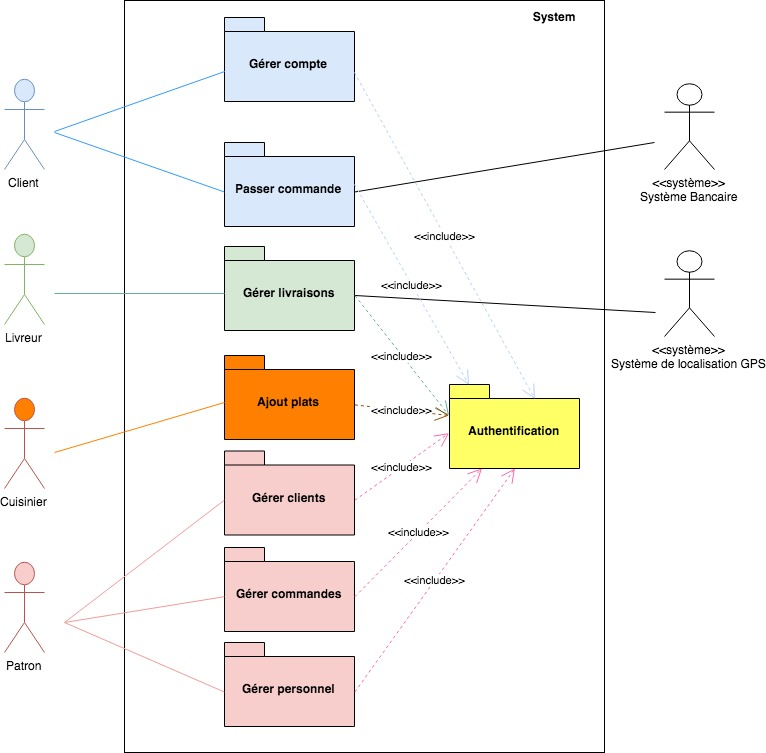 System
Gérer compte
Client
Passer commande
<<système>>
Système Bancaire
<<include>>
Livreur
Gérer livraisons
<<include>>
<<système>>
Système de localisation GPS
<<include>>
Ajout plats
<<include>>
Authentification
Cuisinier
Gérer clients
<<include>>
<<include>>
Gérer commandes
<<include>>
Patron
Gérer personnel